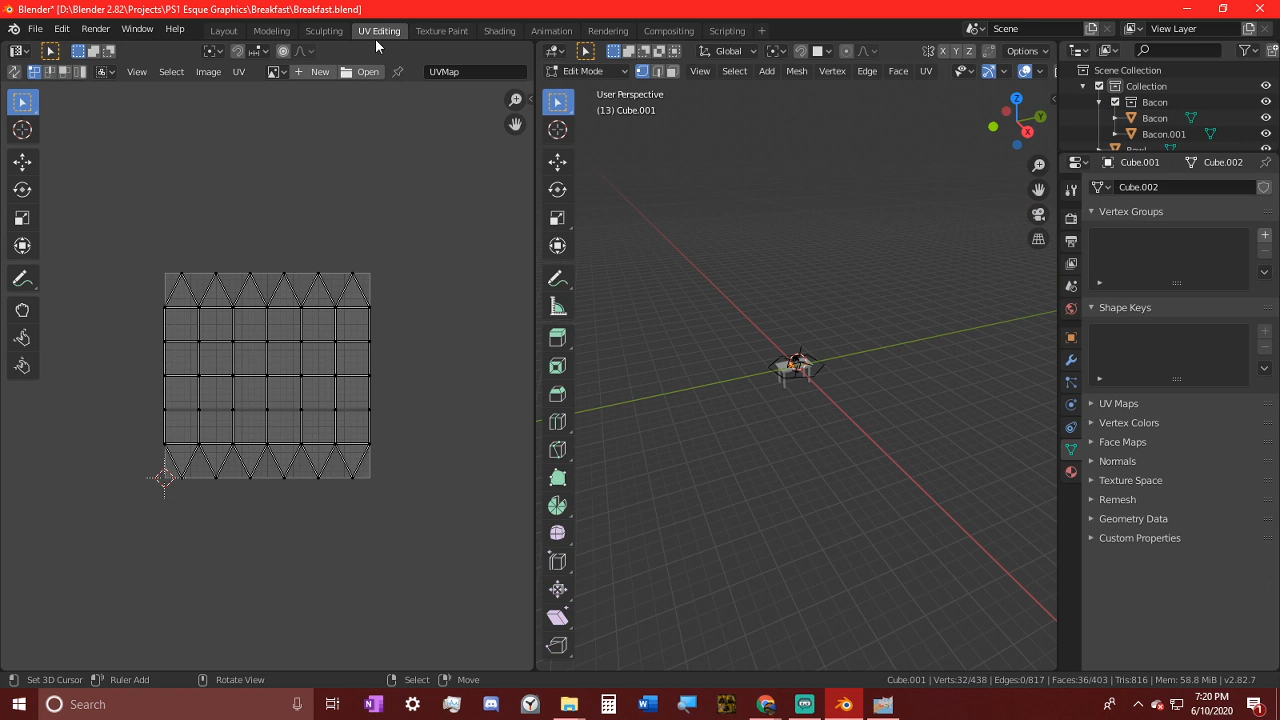 Blender* [D:\Blender 2.82\Projects\PS1 Esque Graphics\Breakfast\Breakfast.blend]
File Edit Render Window Help Layout Modeling Sculpting UV Editing Texture Paint Shading Animation Rendering Compositing Scripting + Scene View Layer
Global X Y Z Options
View Select Image UV New Open UVMap Edit Mode View Select Add Mesh Vertex Edge Face UV
Scene Collection
Collection
Bacon
Bacon
Bacon.001
User Perspective
(13) Cube.001
Z
Y
X
Cube.001 Cube.002
Cube.002
Vertex Groups
Shape Keys
UV Maps
Vertex Colors
Face Maps
Normals
Texture Space
Remesh
Geometry Data
Custom Properties
Set 3D Cursor Ruler Add Rotate View Select Move Cube.001 | Verts:32/438 | Edges:0/817 | Faces:36/403 | Tris:816 | Mem: 58.8 MiB | v2.82.7
Search 7:20 PM
6/10/2020